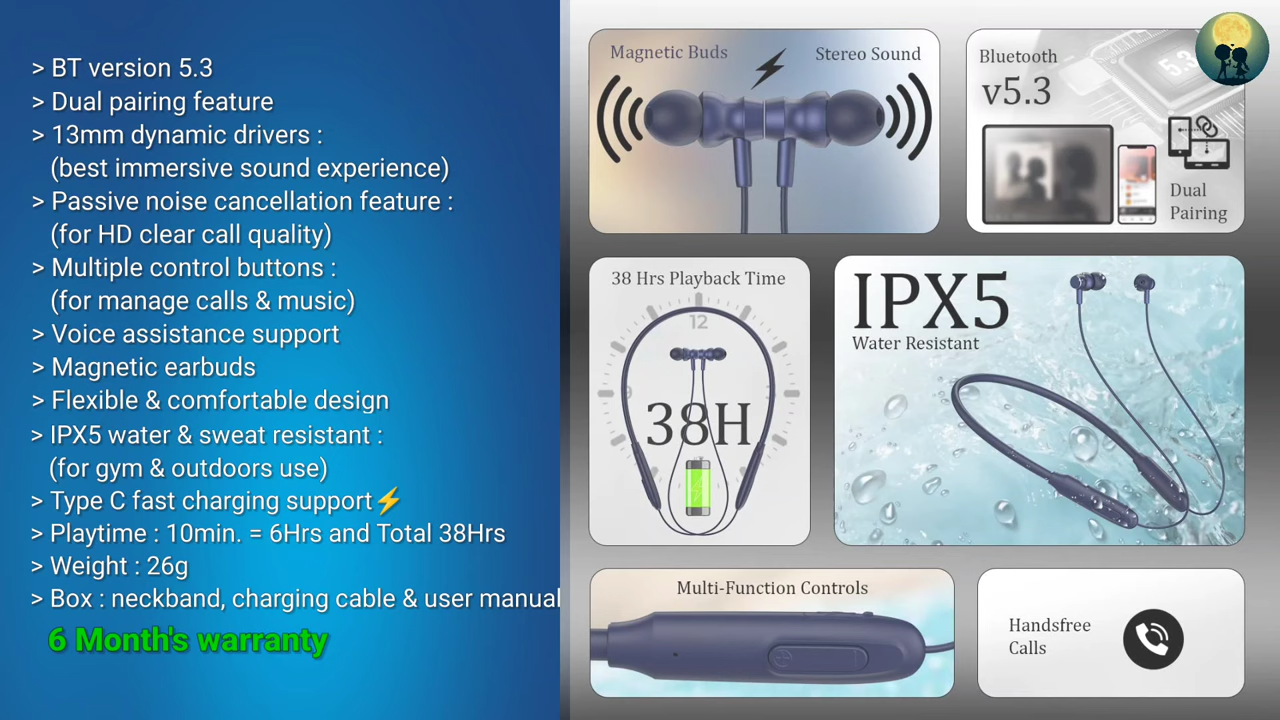 > BT version 5.3
> Dual pairing feature
> 13mm dynamic drivers :
(best immersive sound experience)
> Passive noise cancellation feature :
(for HD clear call quality)
> Multiple control buttons :
(for manage calls & music)
> Voice assistance support
> Magnetic earbuds
> Flexible & comfortable design
> IPX5 water & sweat resistant :
(for gym & outdoors use)
> Type C fast charging support⚡
> Playtime : 10min. = 6Hrs and Total 38Hrs
> Weight : 26g
> Box : neckband, charging cable & user manual
6 Month's warranty
Magnetic Buds
Stereo Sound
Bluetooth
v5.3
5.3
Dual
Pairing
38 Hrs Playback Time
12
38H
IPX5
Water Resistant
Multi-Function Controls
Handsfree
Calls